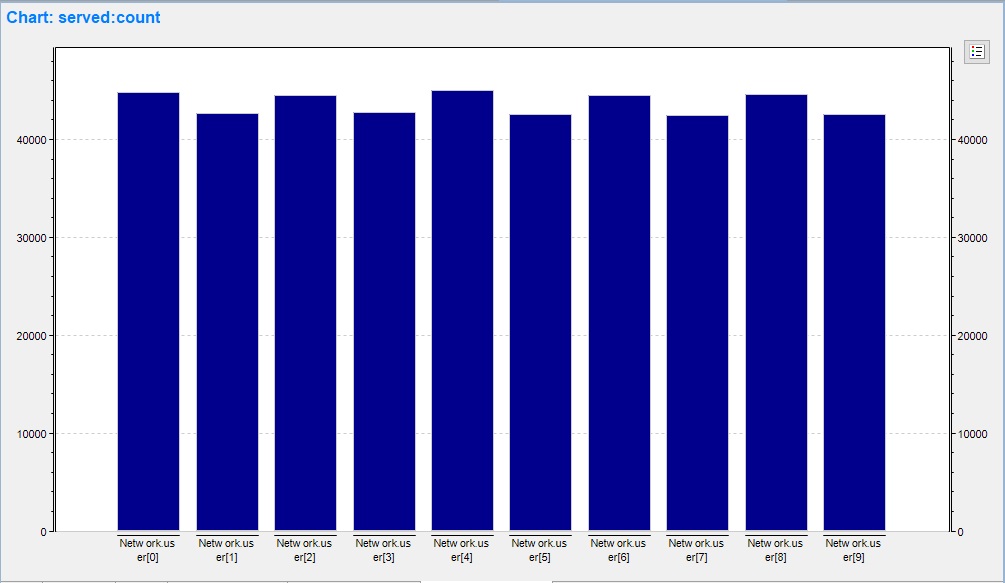 Chart: served:count
40000
30000
20000
10000
0
40000
30000
20000
10000
0
Netw ork.us
er[0]
Netw ork.us
er[1]
Netw ork.us
er[2]
Netw ork.us
er[3]
Netw ork.us
er[4]
Netw ork.us
er[5]
Netw ork.us
er[6]
Netw ork.us
er[7]
Netw ork.us
er[8]
Netw ork.us
er[9]